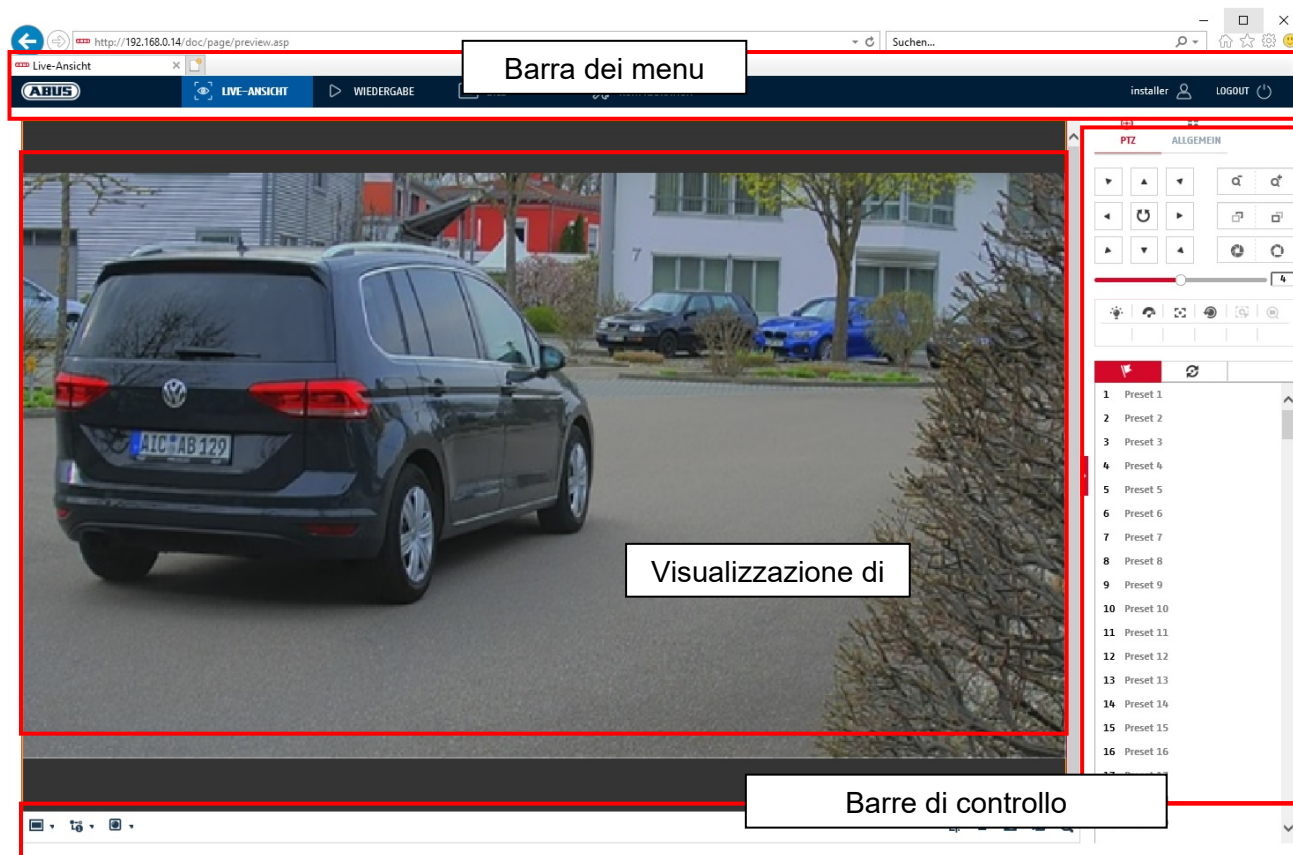 http://192.168.0.14/doc/page/preview.asp
Suchen...
Live-Ansicht
Barra dei menu
ABUS
LIVE-ANSICHT
WIEDERGABE
installer
LOGOUT
PTZ
ALLGEMEIN
4
7
AIC AB 129
1 Preset 1
2 Preset 2
3 Preset 3
4 Preset 4
5 Preset 5
6 Preset 6
7 Preset 7
8 Preset 8
9 Preset 9
10 Preset 10
11 Preset 11
12 Preset 12
13 Preset 13
14 Preset 14
15 Preset 15
16 Preset 16
Visualizzazione di
Barre di controllo